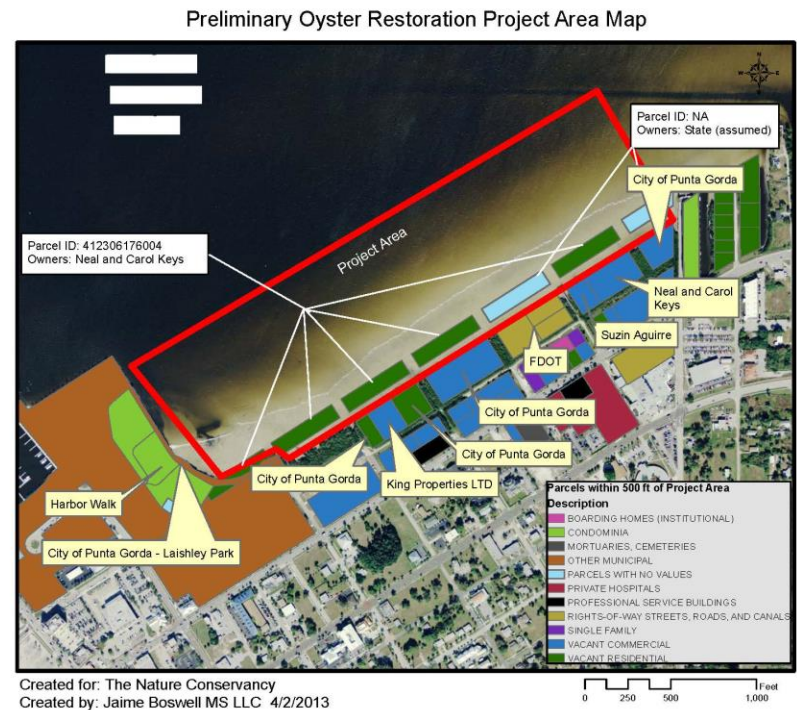 Preliminary Oyster Restoration Project Area Map
N
W
E
S
Parcel ID: NA
Owners: State (assumed)
City of Punta Gorda
Parcel ID: 412306176004
Owners: Neal and Carol Keys
Project Area
Neal and Carol
Keys
Suzin Aguirre
FDOT
City of Punta Gorda
City of Punta Gorda
City of Punta Gorda
King Properties LTD
Harbor Walk
City of Punta Gorda - Laishley Park
Parcels within 500 ft of Project Area
Description
BOARDING HOMES (INSTITUTIONAL)
CONDOMINIA
MORTUARIES, CEMETERIES
OTHER MUNICIPAL
PARCELS WITH NO VALUES
PRIVATE HOSPITALS
PROFESSIONAL SERVICE BUILDINGS
RIGHTS-OF-WAY STREETS, ROADS, AND CANALS
SINGLE FAMILY
VACANT COMMERCIAL
VACANT RESIDENTIAL
Created for: The Nature Conservancy
Created by: Jaime Boswell MS LLC 4/2/2013
Feet
0 250 500 1,000